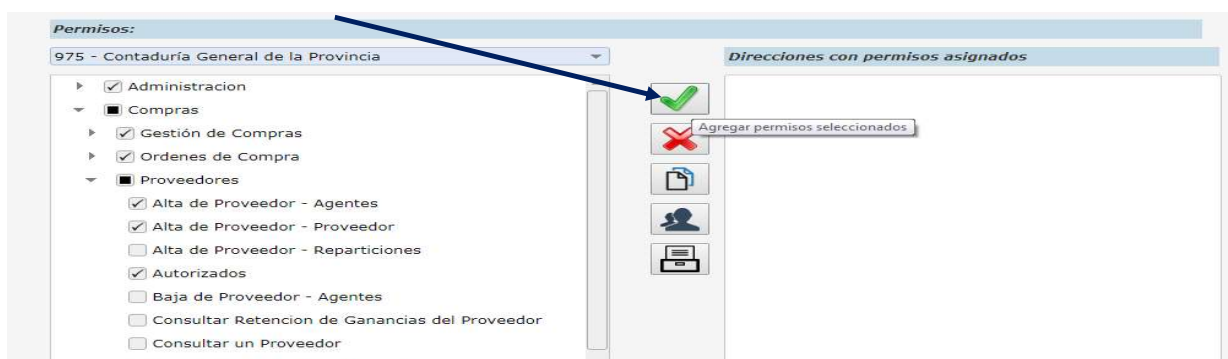 Permisos:
975 - Contaduría General de la Provincia
Direcciones con permisos asignados
Administracion
Compras
Gestión de Compras
Ordenes de Compra
Proveedores
Alta de Proveedor - Agentes
Alta de Proveedor - Proveedor
Alta de Proveedor - Reparticiones
Autorizados
Baja de Proveedor - Agentes
Consultar Retencion de Ganancias del Proveedor
Consultar un Proveedor
Agregar permisos seleccionados